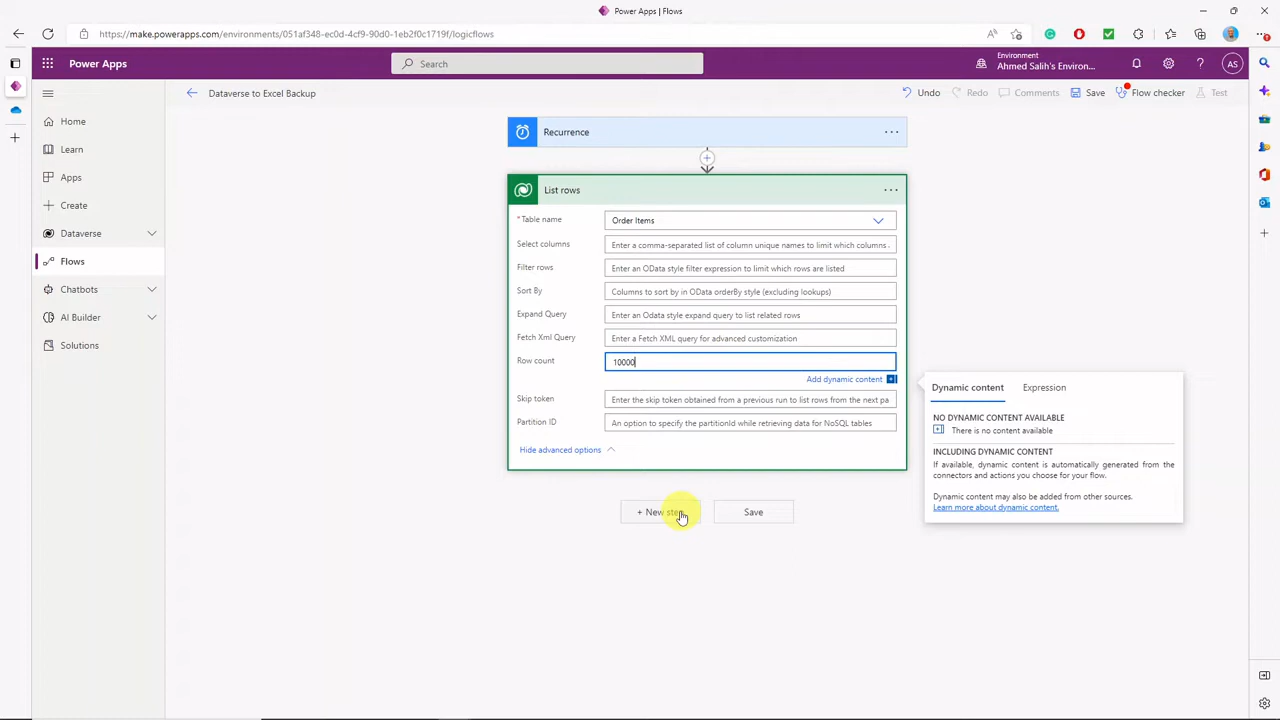 Power Apps | Flows
https://make.powerapps.com/environments/051af348-ec0d-4cf9-90d0-1eb2f0c1719f/logicflows
Power Apps
Search
Environment
Ahmed Salih's Environ...
AS
Dataverse to Excel Backup
Undo
Redo
Comments
Save
Flow checker
Test
Home
Learn
Apps
Create
Dataverse
Flows
Chatbots
AI Builder
Solutions
Recurrence
List rows
* Table name
Order Items
Select columns
Enter a comma-separated list of column unique names to limit which columns a
Filter rows
Enter an OData style filter expression to limit which rows are listed
Sort By
Columns to sort by in OData orderBy style (excluding lookups)
Expand Query
Enter an Odata style expand query to list related rows
Fetch Xml Query
Enter a Fetch XML query for advanced customization
Row count
10000
Add dynamic content
Skip token
Enter the skip token obtained from a previous run to list rows from the next pa
Partition ID
An option to specify the partitionId while retrieving data for NoSQL tables
Hide advanced options
+ New step
Save
Dynamic content
Expression
NO DYNAMIC CONTENT AVAILABLE
There is no content available
INCLUDING DYNAMIC CONTENT
If available, dynamic content is automatically generated from the
connectors and actions you choose for your flow.
Dynamic content may also be added from other sources.
Learn more about dynamic content.